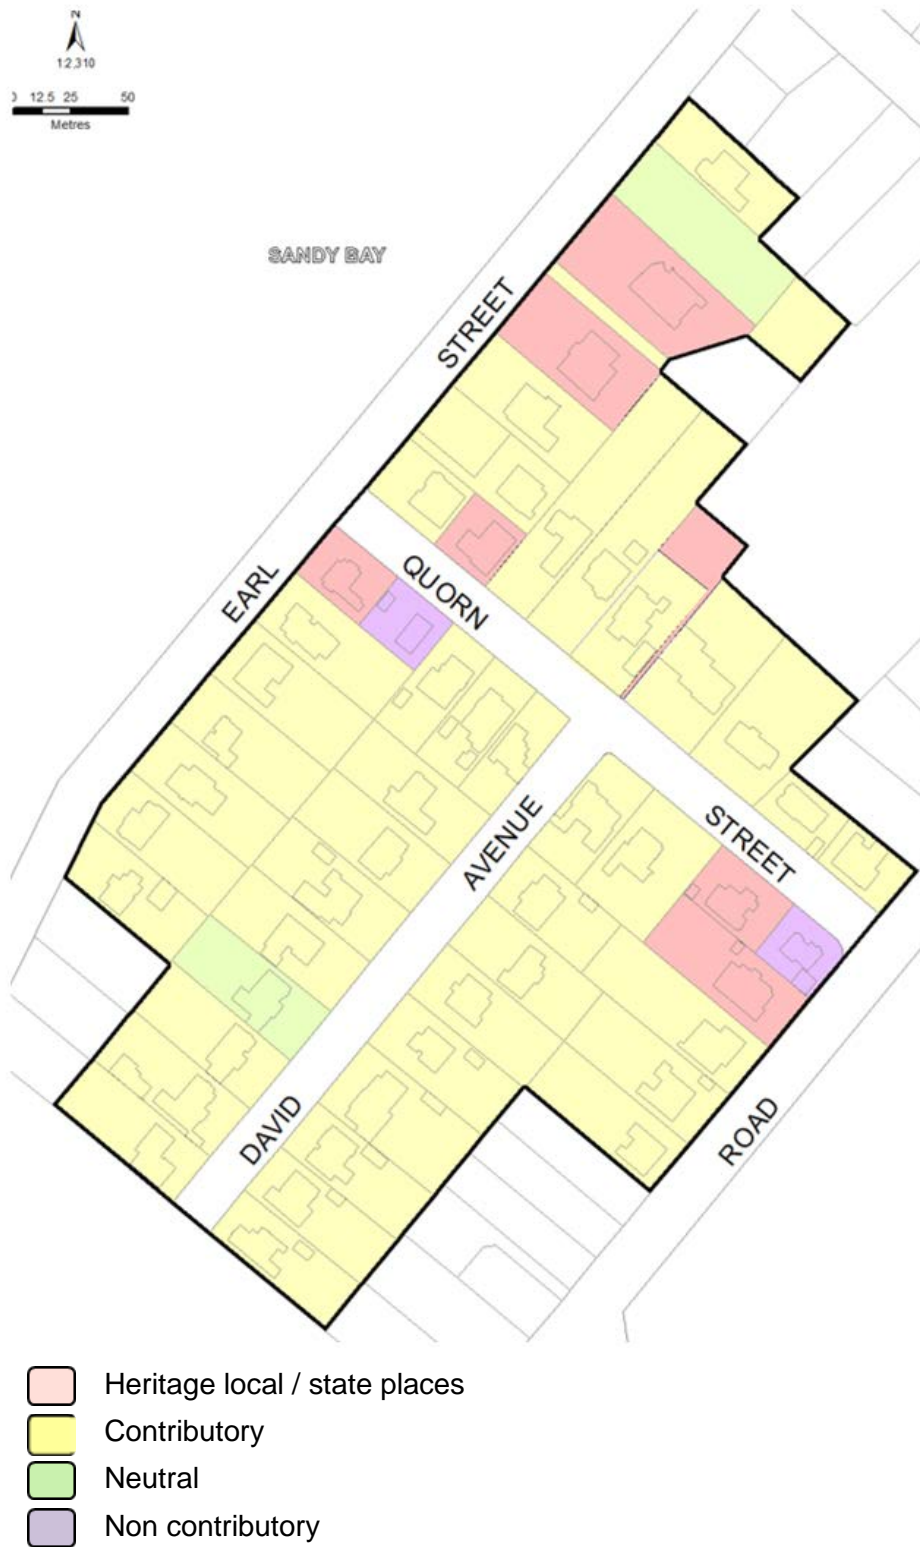 N
1:2,310
0 12.5 25 50
Metres
SANDY BAY
STREET
EARL
QUORN
AVENUE
STREET
DAVID
ROAD
Heritage local / state places
Contributory
Neutral
Non contributory